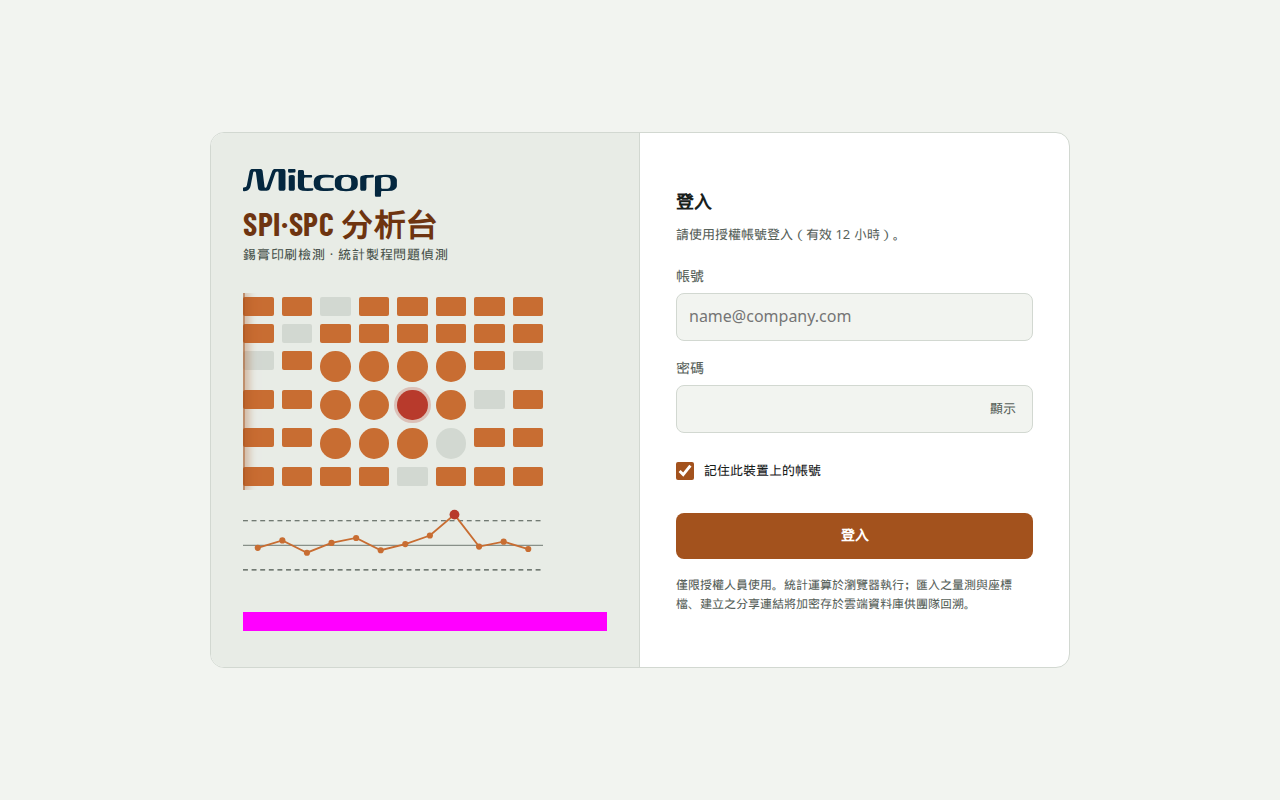 Mitcorp
SPI·SPC 分析台
錫膏印刷檢測 · 統計製程問題偵測
登入
請使用授權帳號登入（有效 12 小時）。
帳號
name@company.com
密碼
顯示
記住此裝置上的帳號
登入
僅限授權人員使用。統計運算於瀏覽器執行；匯入之量測與座標
檔、建立之分享連結將加密存於雲端資料庫供團隊回溯。